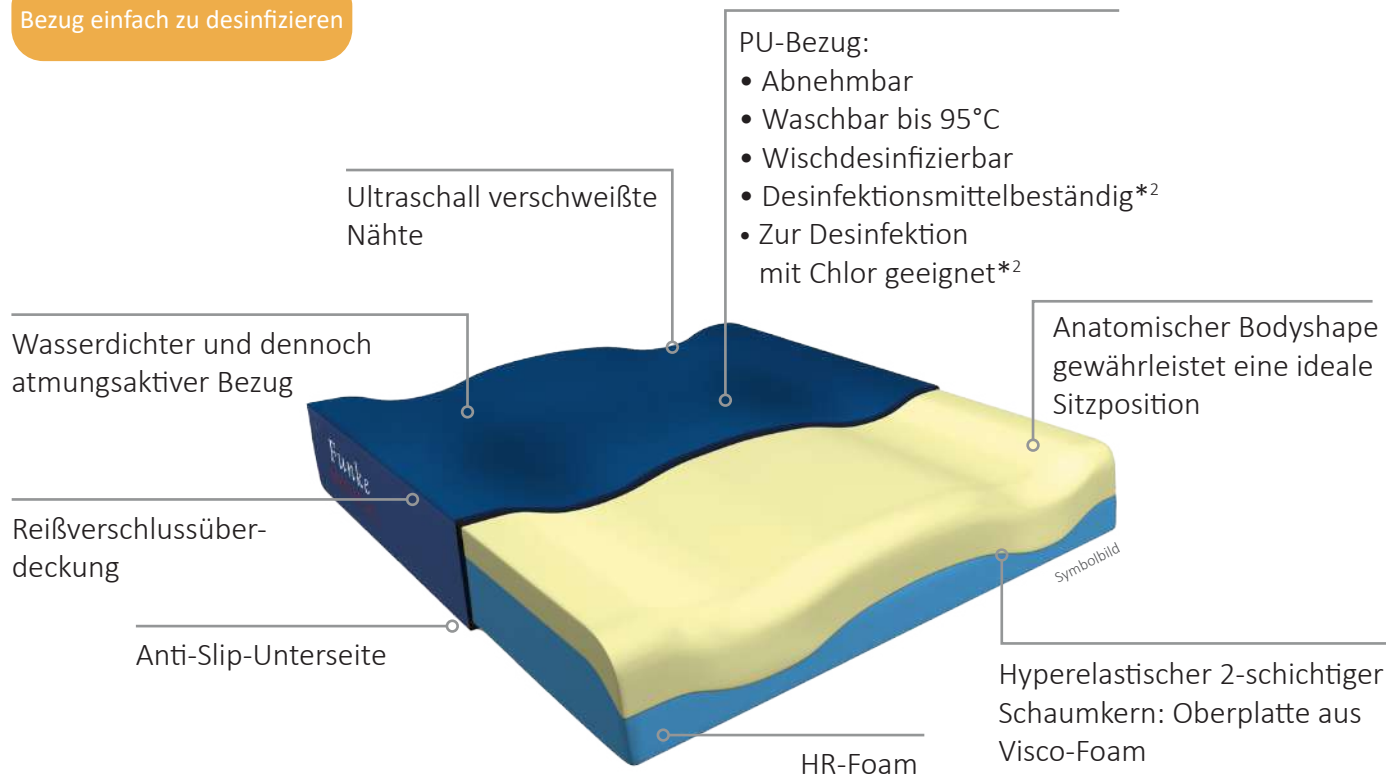 Bezug einfach zu desinfizieren
PU-Bezug:
• Abnehmbar
• Waschbar bis 95°C
• Wischdesinfizierbar
• Desinfektionsmittelbeständig*²
• Zur Desinfektion
mit Chlor geeignet*²
Ultraschall verschweißte
Nähte
Wasserdichter und dennoch
atmungsaktiver Bezug
Anatomischer Bodyshape
gewährleistet eine ideale
Sitzposition
Funke
Reißverschlussüber-
deckung
Symbolbild
Anti-Slip-Unterseite
Hyperelastischer 2-schichtiger
Schaumkern: Oberplatte aus
Visco-Foam
HR-Foam